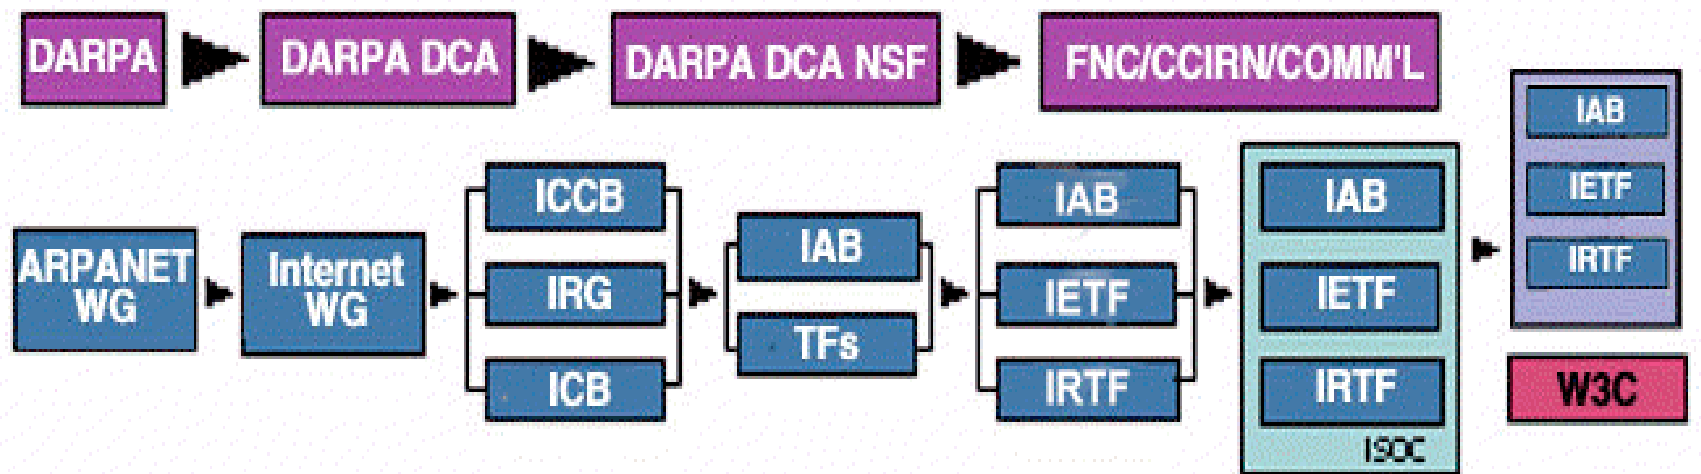 DARPA
DARPA DCA
DARPA DCA NSF
FNC/CCIRN/COMM'L
ARPANET
WG
Internet
WG
ICCB
IRG
ICB
IAB
TFs
IAB
IETF
IRTF
IAB
IETF
IRTF
ISOC
IAB
IETF
IRTF
W3C